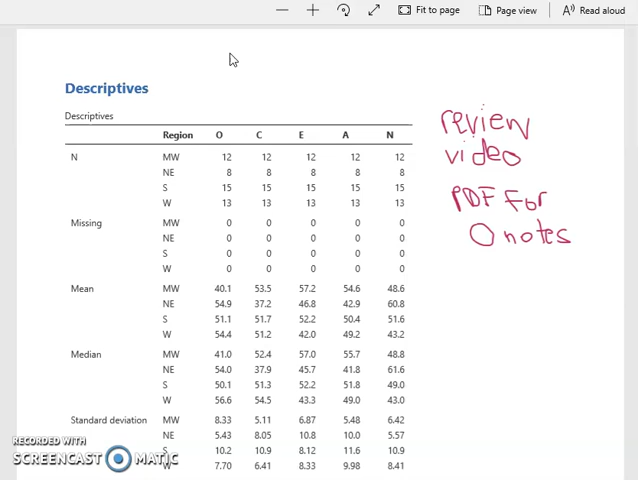 Fit to page Page view Read aloud
Descriptives
Descriptives
Region O C E A N
N MW 12 12 12 12 12
NE 8 8 8 8 8
S 15 15 15 15 15
W 13 13 13 13 13
Missing MW 0 0 0 0 0
NE 0 0 0 0 0
S 0 0 0 0 0
W 0 0 0 0 0
Mean MW 40.1 53.5 57.2 54.6 48.6
NE 54.9 37.2 46.8 42.9 60.8
S 51.1 51.7 52.2 50.4 51.6
W 54.4 51.2 42.0 49.2 43.2
Median MW 41.0 52.4 57.0 55.7 48.8
NE 54.0 37.9 45.7 41.8 61.6
S 50.1 51.3 52.2 51.8 49.0
W 56.6 54.5 43.3 49.0 43.0
Standard deviation MW 8.33 5.11 6.87 5.48 6.42
NE 5.43 8.05 10.8 10.0 5.57
S 10.2 10.9 8.12 11.6 10.9
W 7.70 6.41 8.33 9.98 8.41
review
video
PDF For
O notes
RECORDED WITH
SCREENCAST MATIC